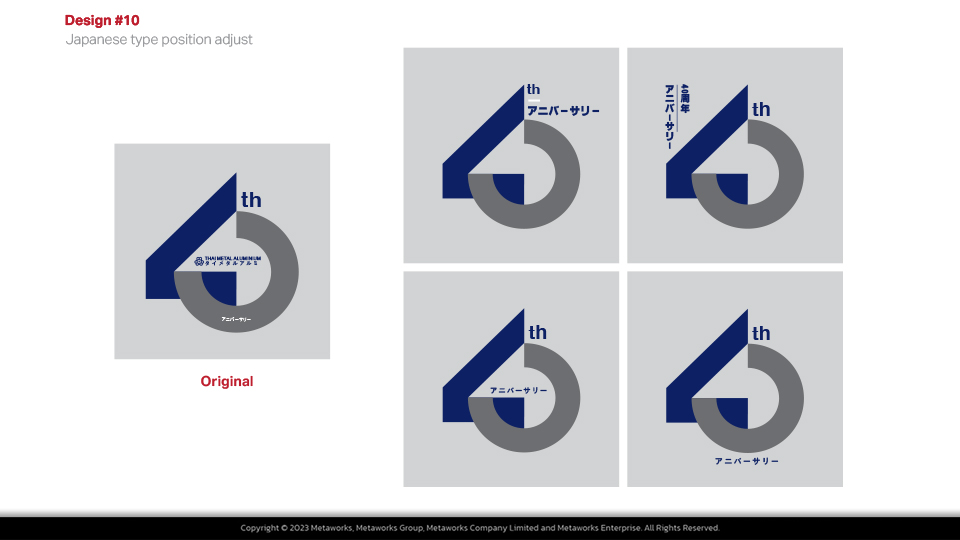 Design #10
Japanese type position adjust
th
THAI METAL ALUMINIUM
タイメタルアルミ
アニバーサリー
Original
th
アニバーサリー
40周年
アニバーサリー
th
th
アニバーサリー
th
アニバーサリー
Copyright © 2023 Metaworks, Metaworks Group, Metaworks Company Limited and Metaworks Enterprise. All Rights Reserved.